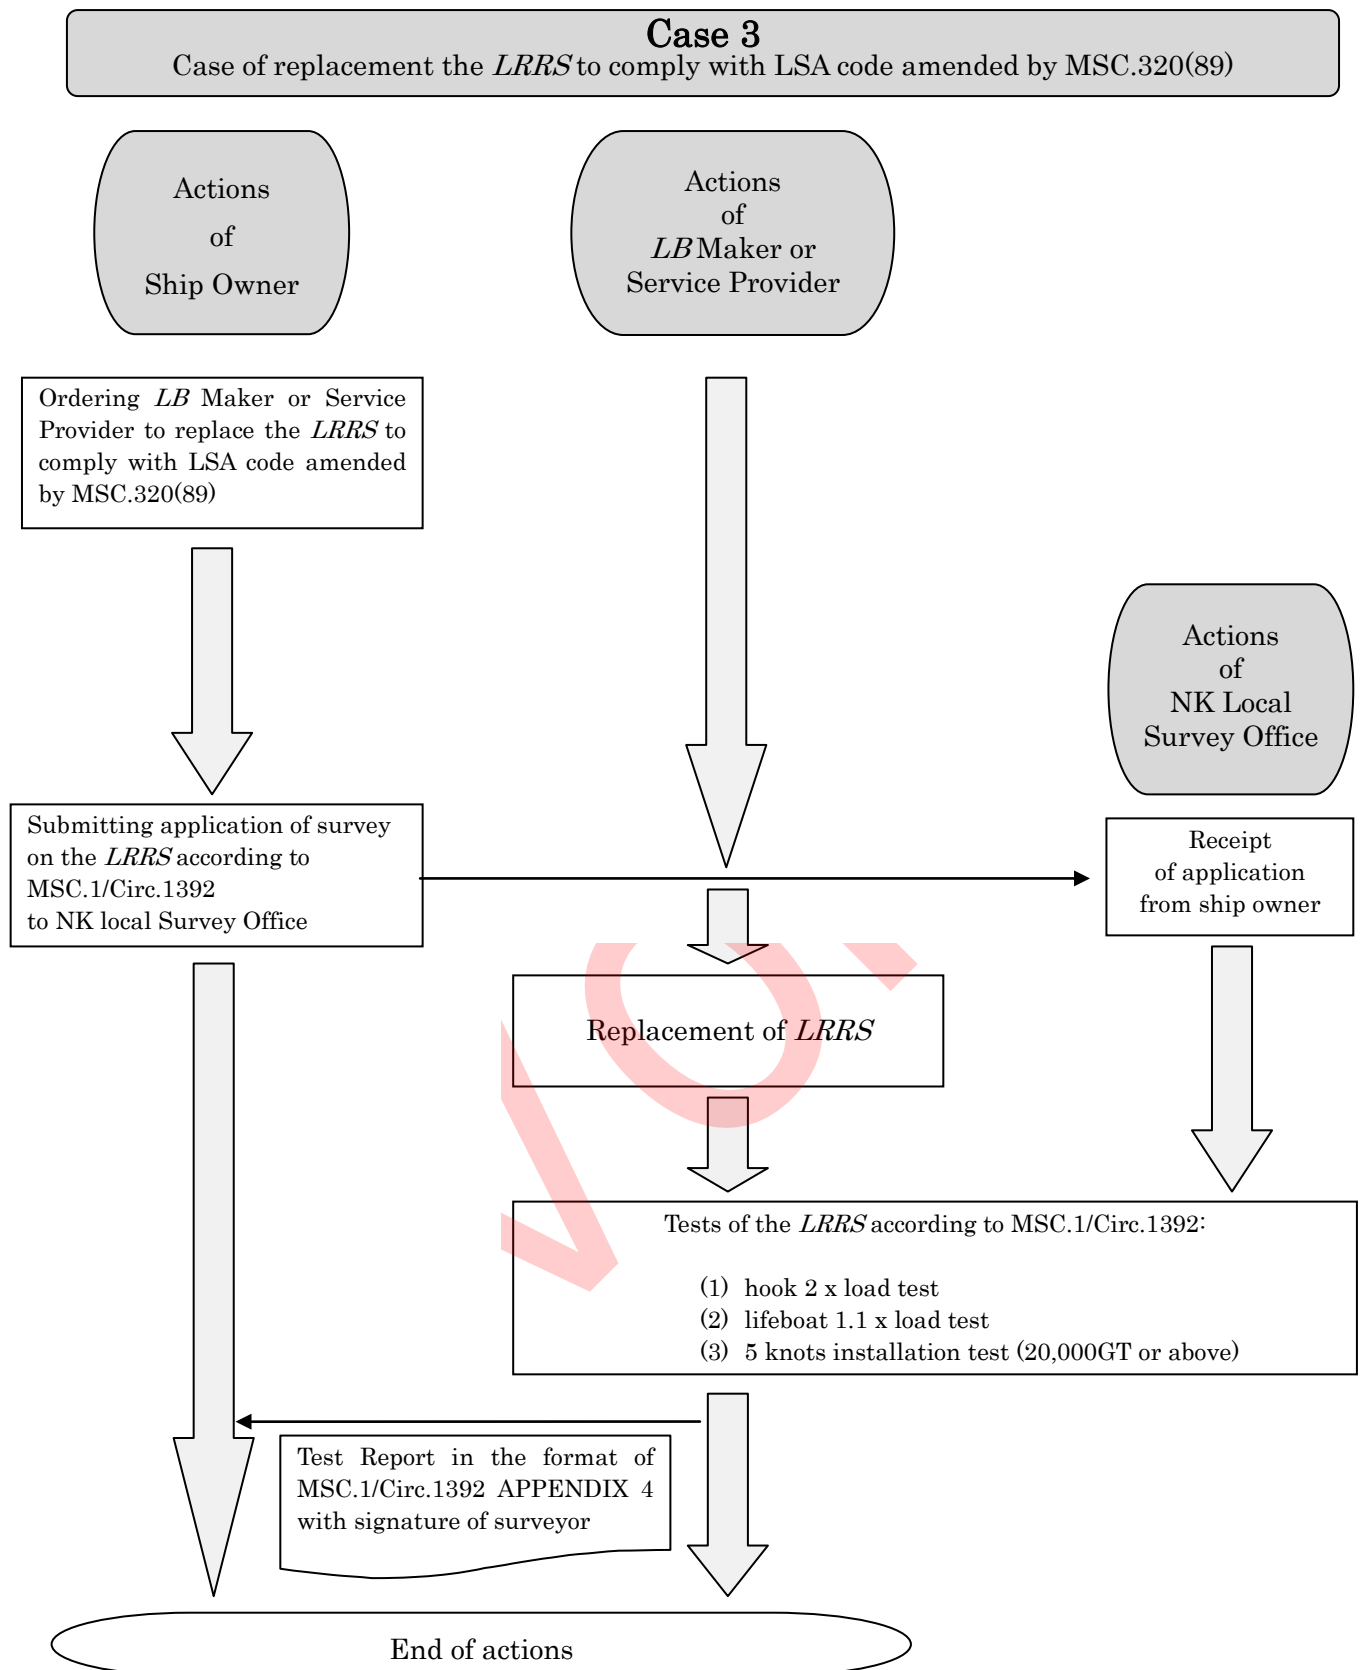 Case 3
Case of replacement the LRRS to comply with LSA code amended by MSC.320(89)
Actions
of
Ship Owner
Actions
of
LB Maker or
Service Provider
Ordering LB Maker or Service
Provider to replace the LRRS to
comply with LSA code amended
by MSC.320(89)
Actions
of
NK Local
Survey Office
Submitting application of survey
on the LRRS according to
MSC.1/Circ.1392
to NK local Survey Office
Receipt
of application
from ship owner
Replacement of LRRS
Tests of the LRRS according to MSC.1/Circ.1392:
(1) hook 2 x load test
(2) lifeboat 1.1 x load test
(3) 5 knots installation test (20,000GT or above)
Test Report in the format of
MSC.1/Circ.1392 APPENDIX 4
with signature of surveyor
End of actions